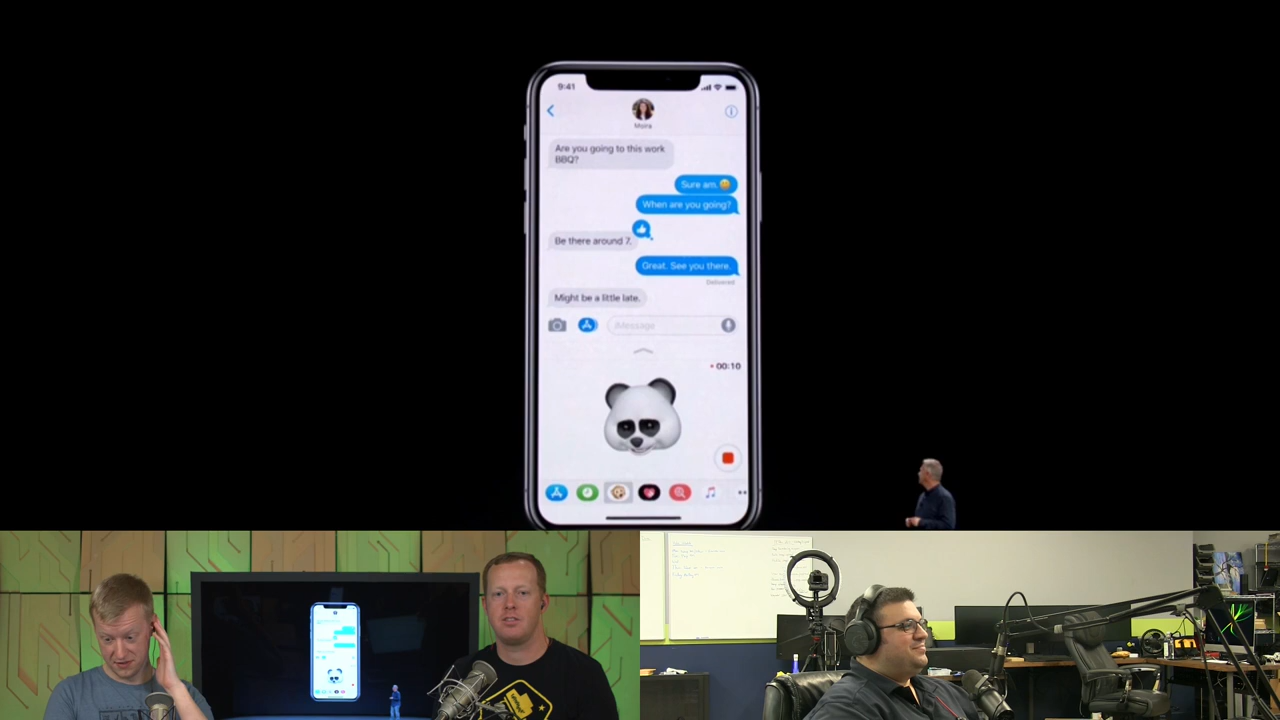 9:41
Moira
Are you going to this work
BBQ?
Sure am.
When are you going?
Be there around 7.
Great. See you there.
Delivered
Might be a little late.
iMessage
00:10